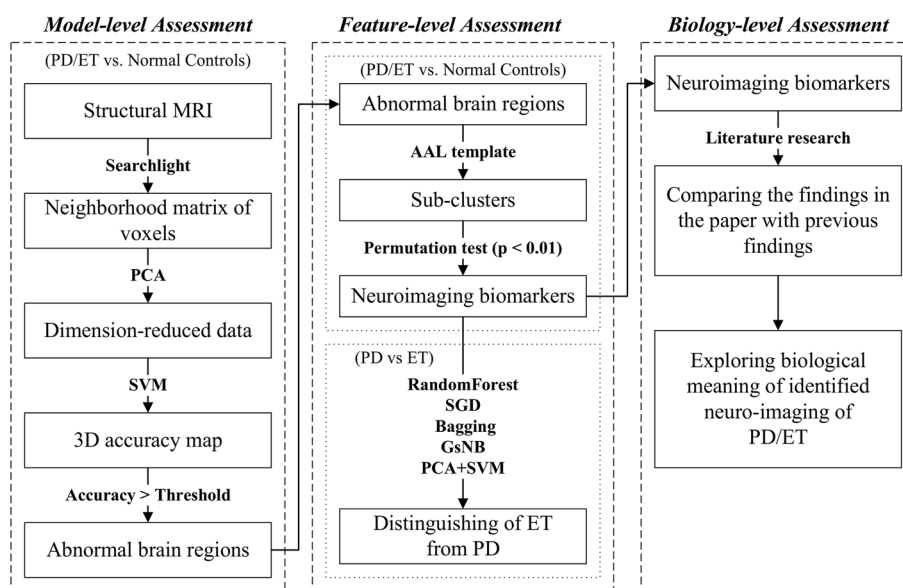 Model-level Assessment
(PD/ET vs. Normal Controls)
Structural MRI
Searchlight
Neighborhood matrix of
voxels
PCA
Dimension-reduced data
SVM
3D accuracy map
Accuracy > Threshold
Abnormal brain regions
Feature-level Assessment
(PD/ET vs. Normal Controls)
Abnormal brain regions
AAL template
Sub-clusters
Permutation test (p < 0.01)
Neuroimaging biomarkers
(PD vs ET)
RandomForest
SGD
Bagging
GsNB
PCA+SVM
Distinguishing of ET
from PD
Biology-level Assessment
Neuroimaging biomarkers
Literature research
Comparing the findings in
the paper with previous
findings
Exploring biological
meaning of identified
neuro-imaging of
PD/ET